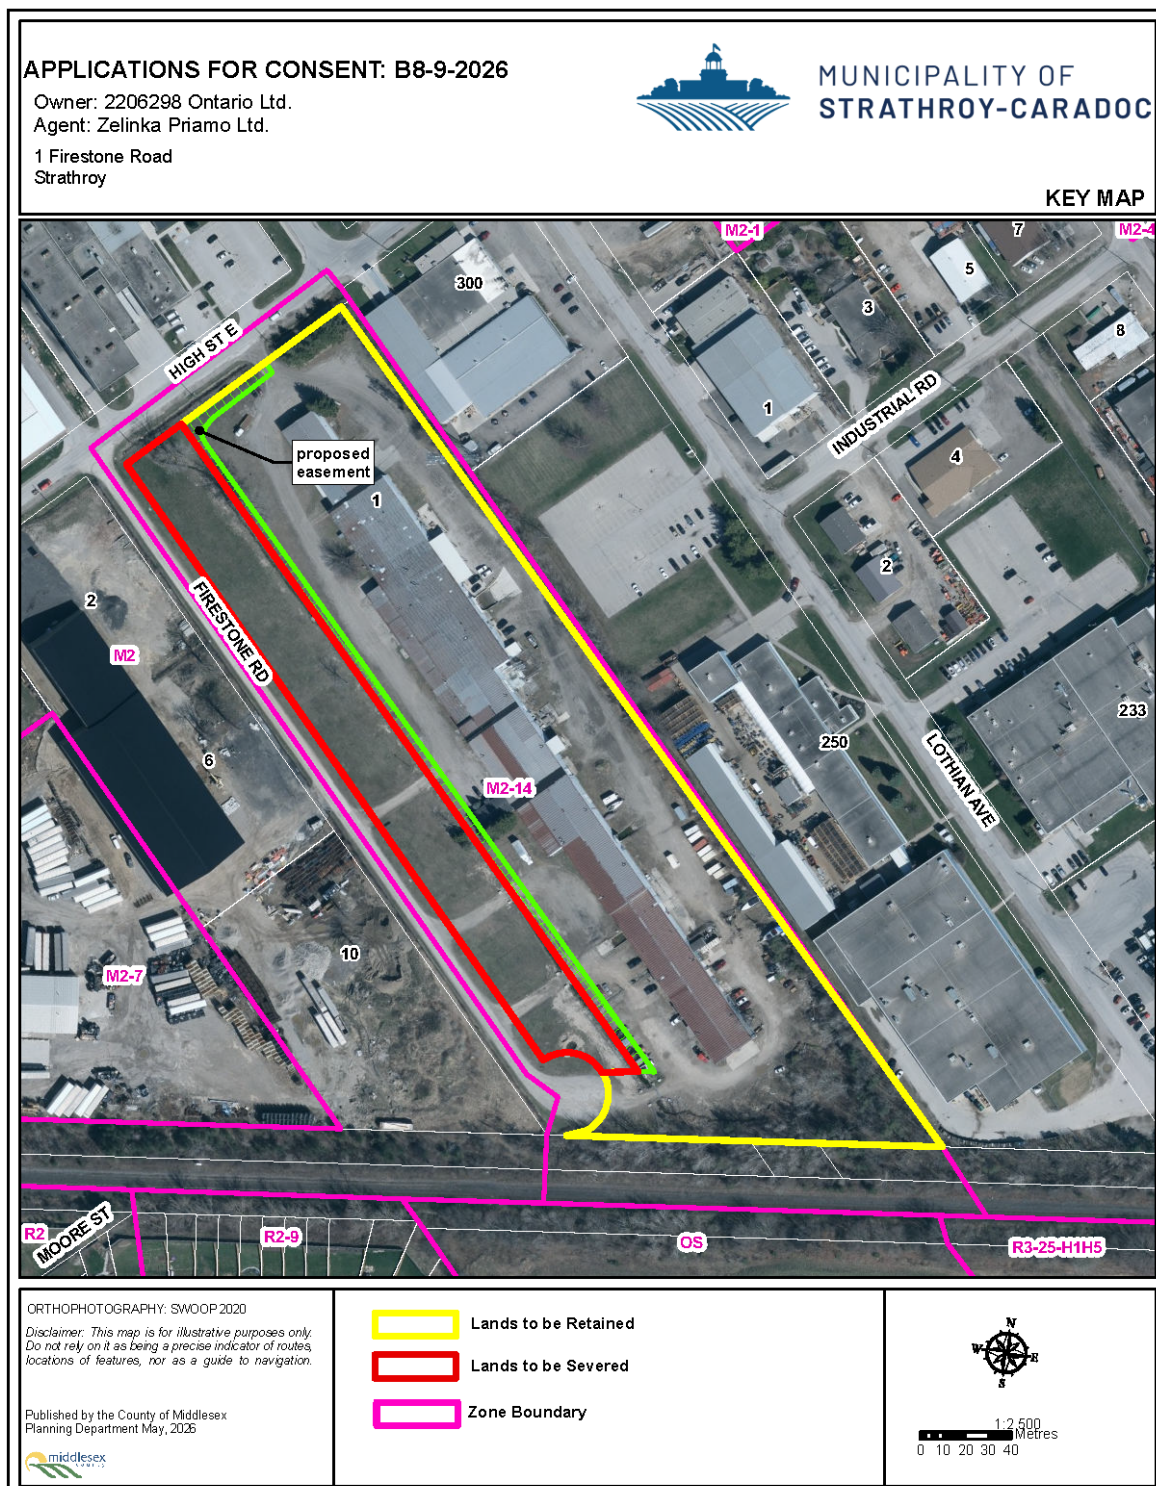 APPLICATIONS FOR CONSENT: B8-9-2026
Owner: 2206298 Ontario Ltd.
Agent: Zelinka Priamo Ltd.
1 Firestone Road
Strathroy
MUNICIPALITY OF
STRATHROY-CARADOC
KEY MAP
M2-1
M2-4
7
5
300
3
8
HIGH ST E
1
INDUSTRIAL RD
proposed
easement
4
1
2
2
FIRESTONE RD
M2
233
250
6
LOTHIAN AVE
M2-14
10
M2-7
R2
MOORE ST
R2-9
OS
R3-25-H1H5
ORTHOPHOTOGRAPHY: SWOOP 2020
Disclaimer: This map is for illustrative purposes only.
Do not rely on it as being a precise indicator of routes,
locations of features, nor as a guide to navigation.
Published by the County of Middlesex
Planning Department May, 2026
middlesex
Lands to be Retained
Lands to be Severed
Zone Boundary
N
W E
S
1:2,500
Metres
0 10 20 30 40